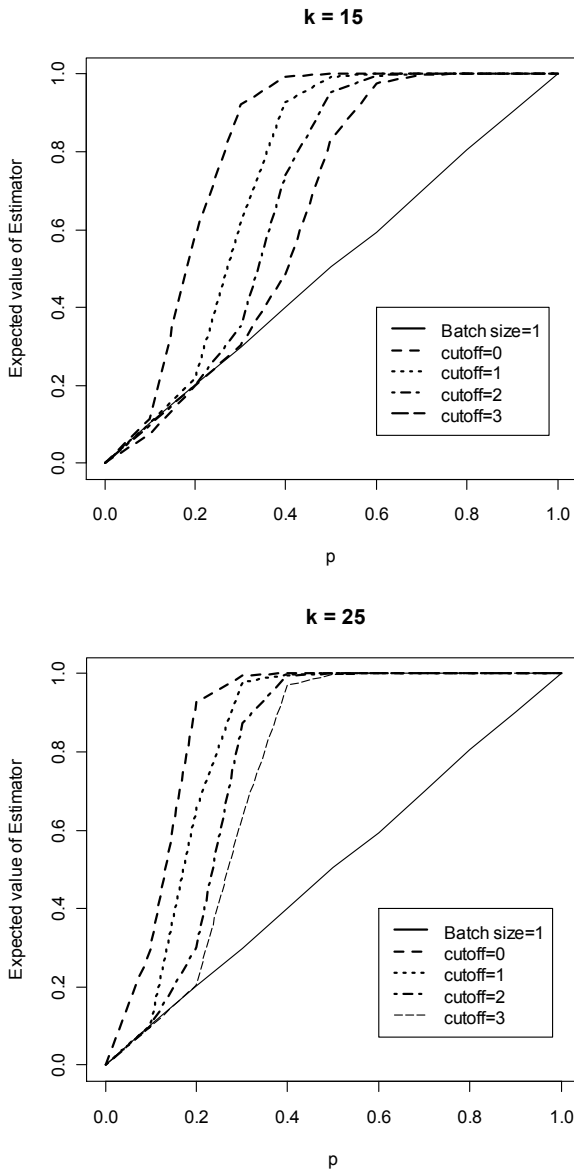 k = 15
Expected value of Estimator
1.0
0.8
0.6
0.4
0.2
0.0
Batch size=1
cutoff=0
cutoff=1
cutoff=2
cutoff=3
0.0 0.2 0.4 0.6 0.8 1.0
p
k = 25
Expected value of Estimator
1.0
0.8
0.6
0.4
0.2
0.0
Batch size=1
cutoff=0
cutoff=1
cutoff=2
cutoff=3
0.0 0.2 0.4 0.6 0.8 1.0
p